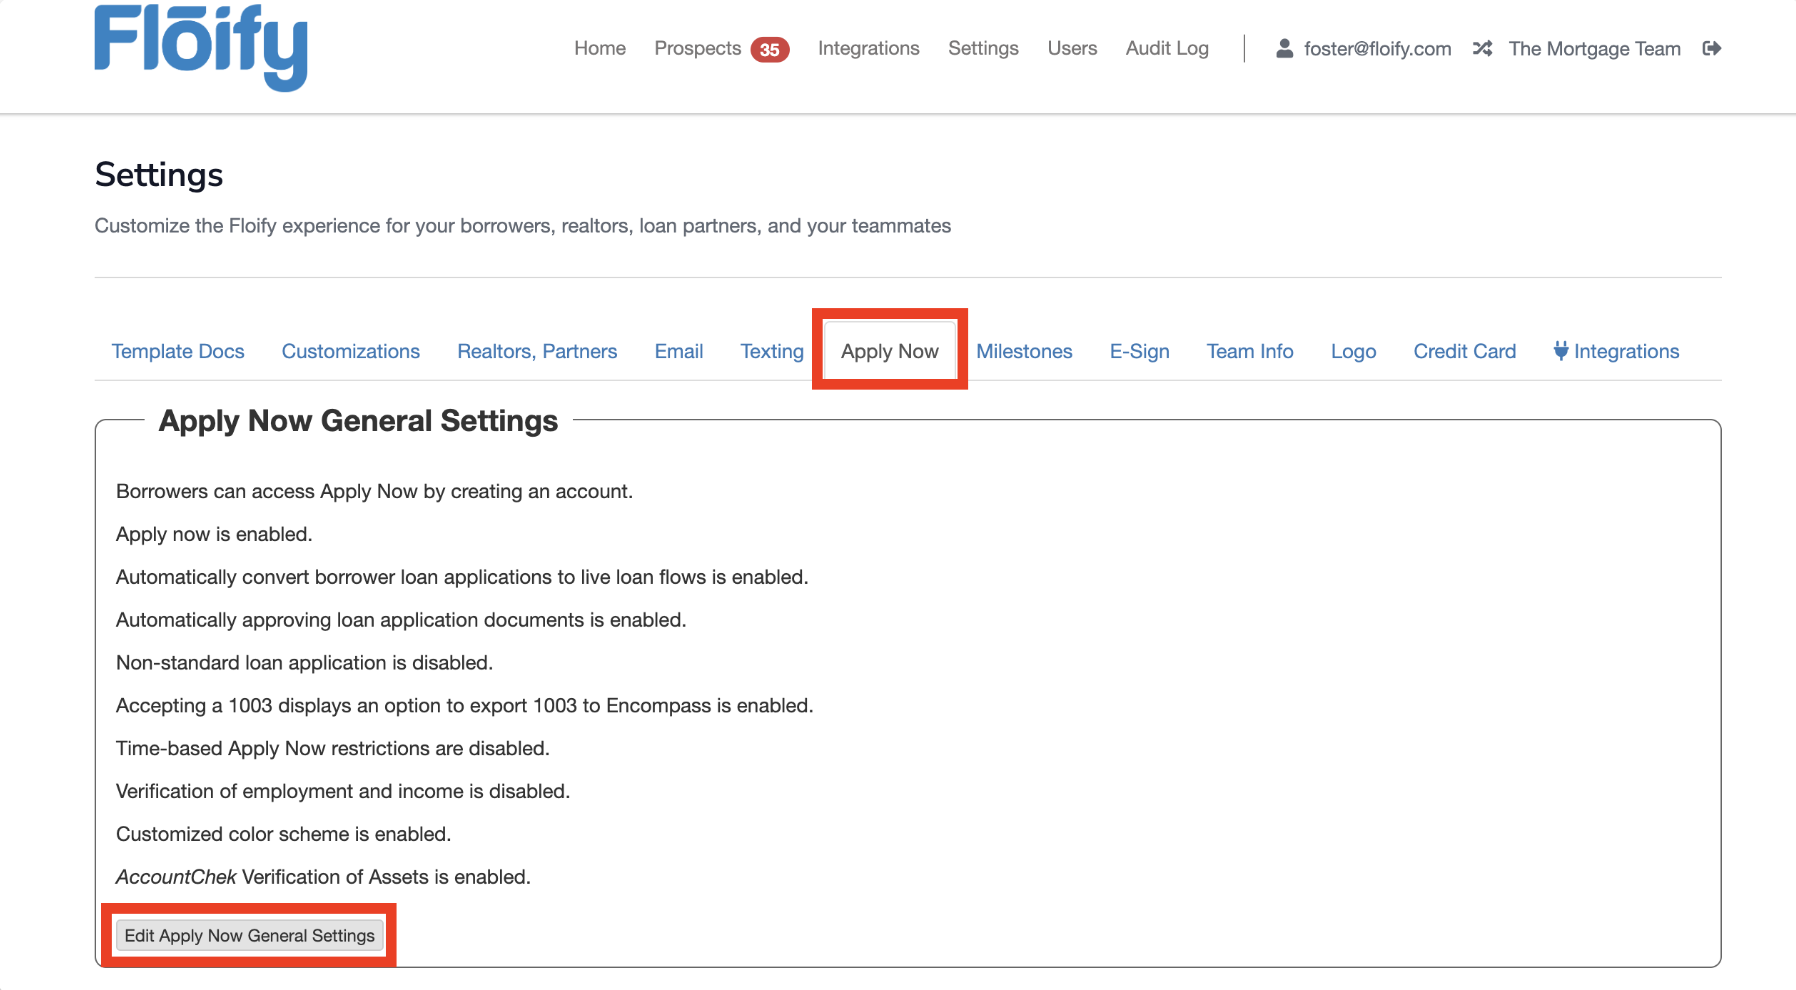 Flōify
Home Prospects 35 Integrations Settings Users Audit Log foster@floify.com The Mortgage Team
Settings
Customize the Floify experience for your borrowers, realtors, loan partners, and your teammates
Template Docs Customizations Realtors, Partners Email Texting Apply Now Milestones E-Sign Team Info Logo Credit Card Integrations
Apply Now General Settings
Borrowers can access Apply Now by creating an account.
Apply now is enabled.
Automatically convert borrower loan applications to live loan flows is enabled.
Automatically approving loan application documents is enabled.
Non-standard loan application is disabled.
Accepting a 1003 displays an option to export 1003 to Encompass is enabled.
Time-based Apply Now restrictions are disabled.
Verification of employment and income is disabled.
Customized color scheme is enabled.
AccountChek Verification of Assets is enabled.
Edit Apply Now General Settings